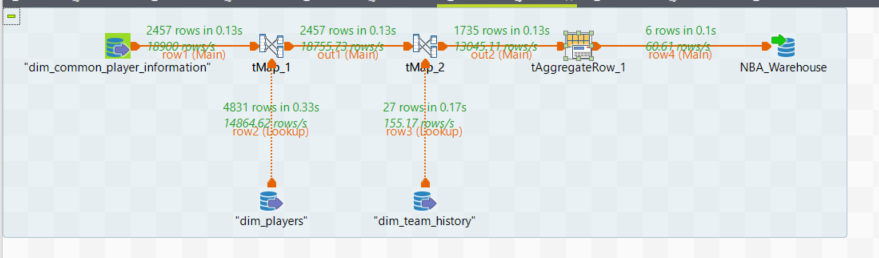 2457 rows in 0.13s
18900 rows/s
row1 (Main)
2457 rows in 0.13s
18755.73 rows/s
out1 (Main)
1735 rows in 0.13s
13045.11 rows/s
out2 (Main)
6 rows in 0.1s
60.61 rows/s
row4 (Main)
"dim_common_player_information"
tMap_1
tMap_2
tAggregateRow_1
NBA_Warehouse
4831 rows in 0.33s
14864.62 rows/s
row2 (Lookup)
27 rows in 0.17s
155.17 rows/s
row3 (Lookup)
"dim_players"
"dim_team_history"